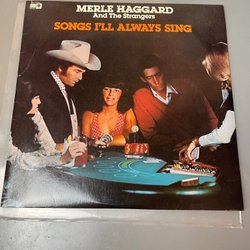 MERLE HAGGARD
And The Strangers
SONGS I'LL ALWAYS SING